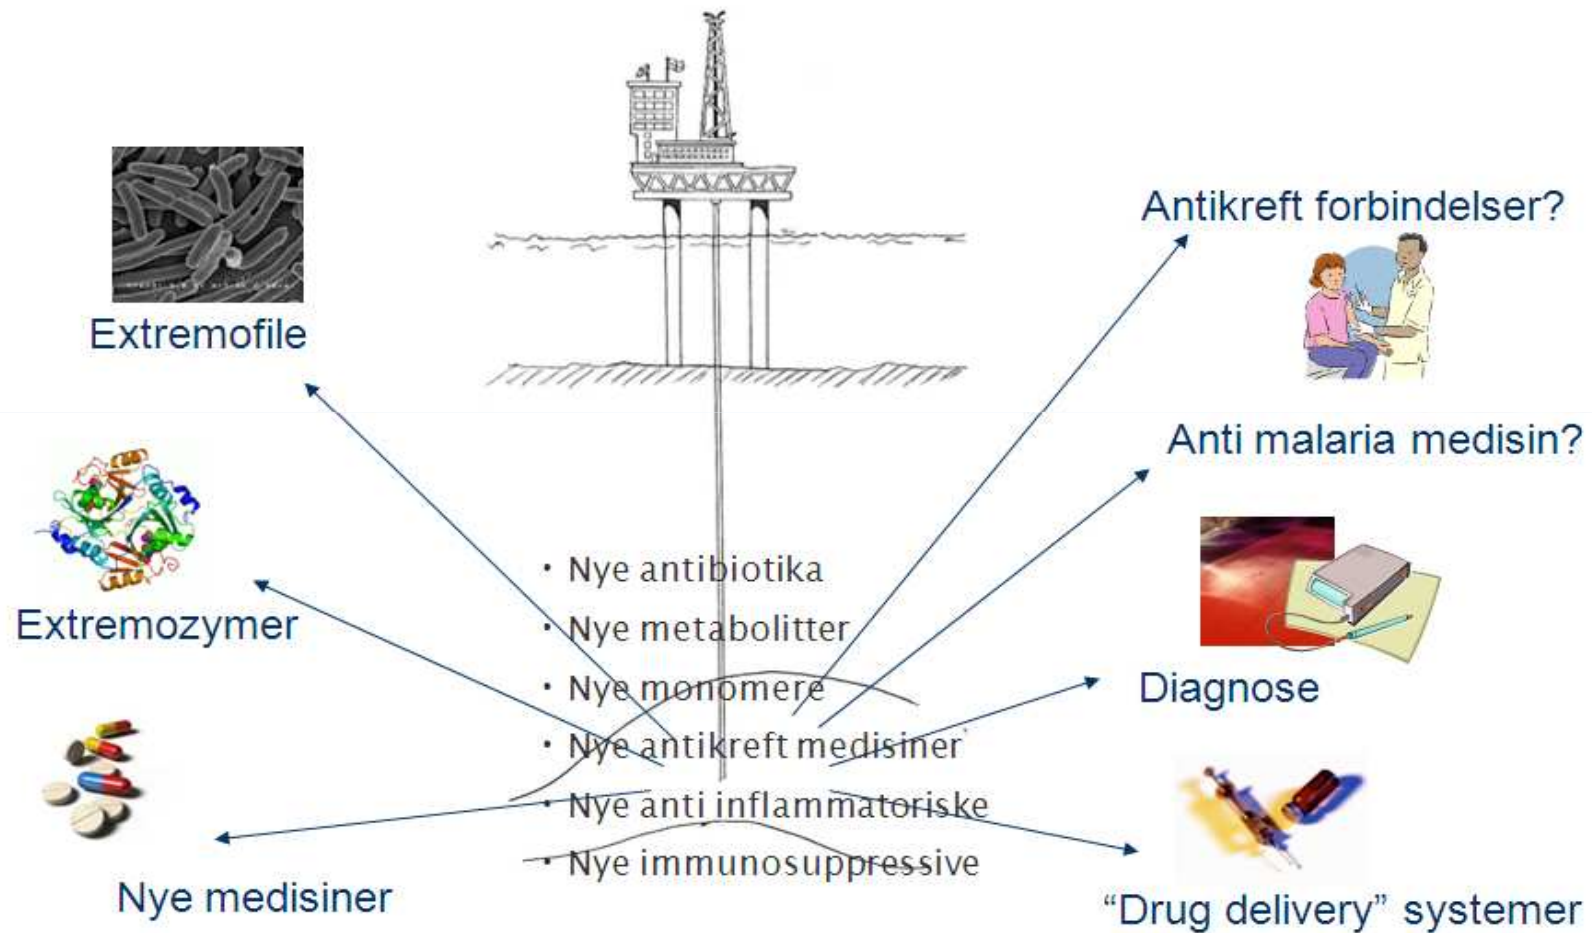 Antikreft forbindelser?
Extremofile
Anti malaria medisin?
• Nye antibiotika
Extremozymer
• Nye metabolitter
• Nye monomere
Diagnose
• Nye antikreft medisiner
• Nye anti inflammatoriske
• Nye immunosuppressive
Nye medisiner
“Drug delivery” systemer